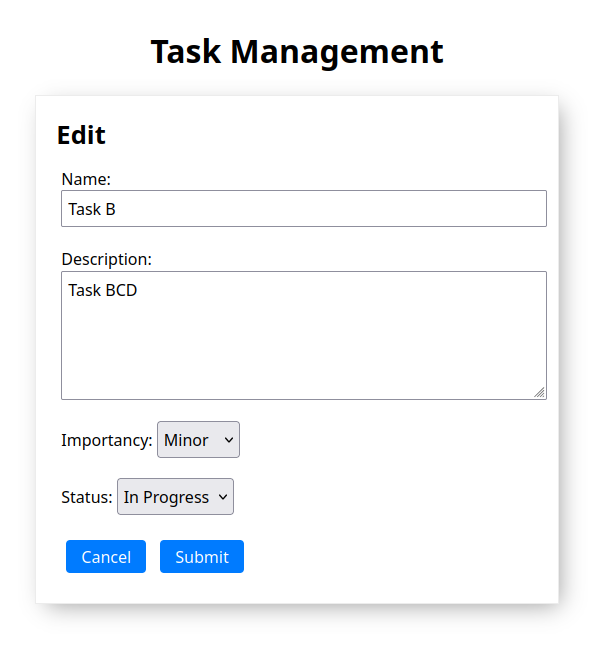 Task Management
Edit
Name:
Task B
Description:
Task BCD
Importancy: Minor
Status: In Progress
Cancel Submit